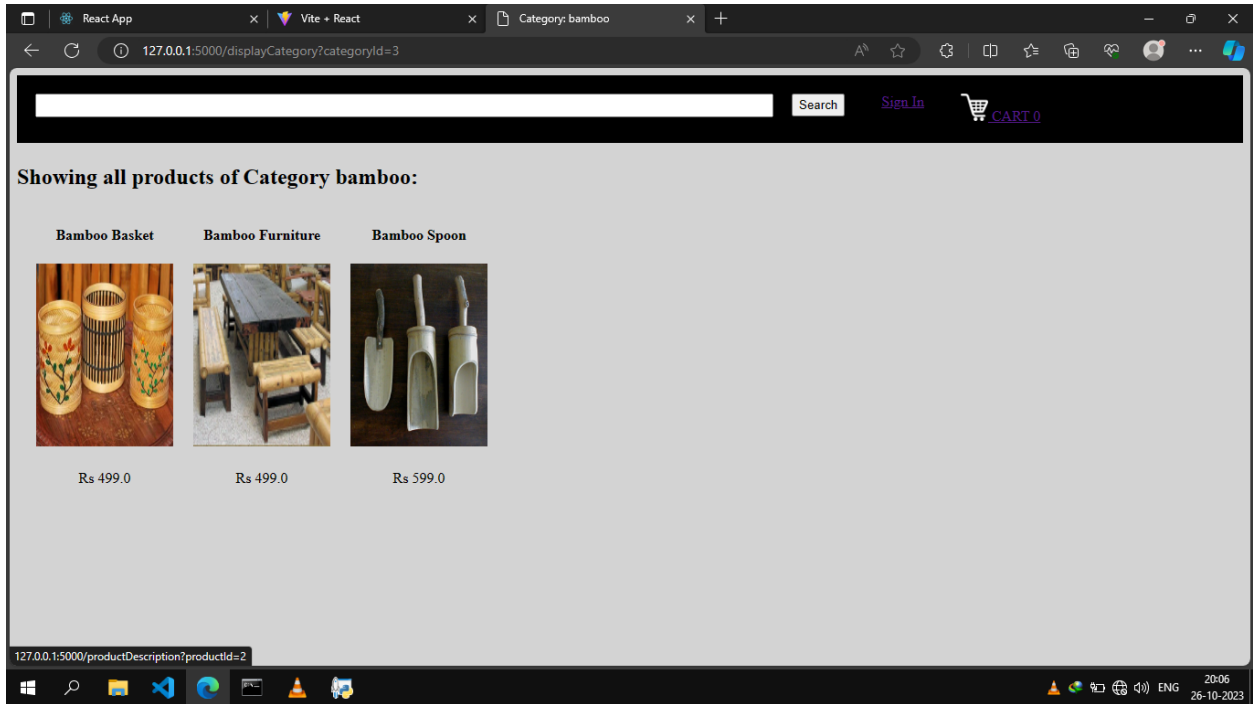 React App
Vite + React
Category: bamboo
127.0.0.1:5000/displayCategory?categoryId=3
Search
Sign In
CART 0
Showing all products of Category bamboo:
Bamboo Basket
Bamboo Furniture
Bamboo Spoon
Rs 499.0
Rs 499.0
Rs 599.0
127.0.0.1:5000/productDescription?productId=2
ENG
20:06
26-10-2023